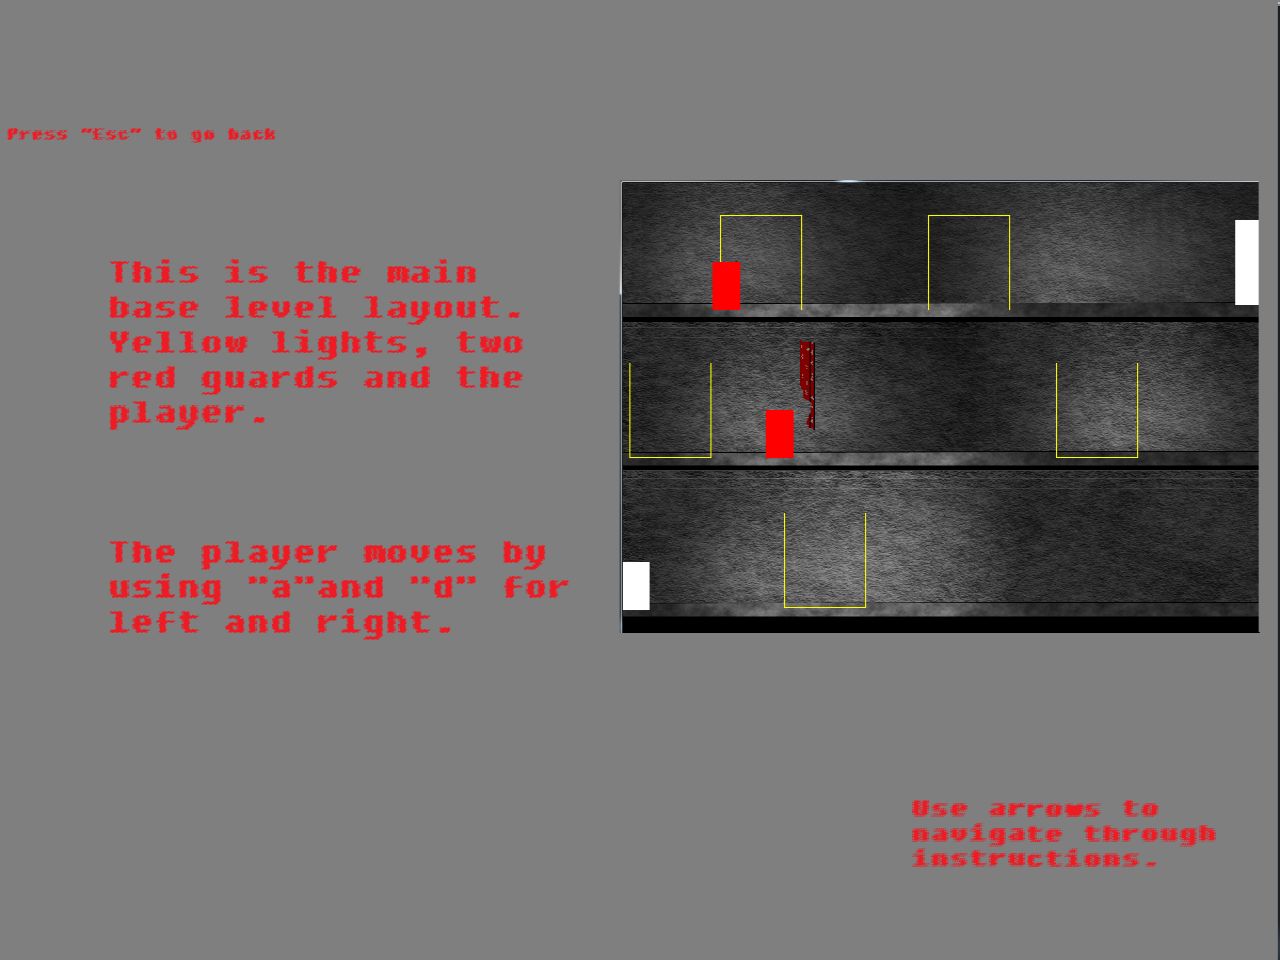 Press "Esc" to go back
This is the main
base level layout.
Yellow lights, two
red guards and the
player.
The player moves by
using "a"and "d" for
left and right.
Use arrows to
navigate through
instructions.